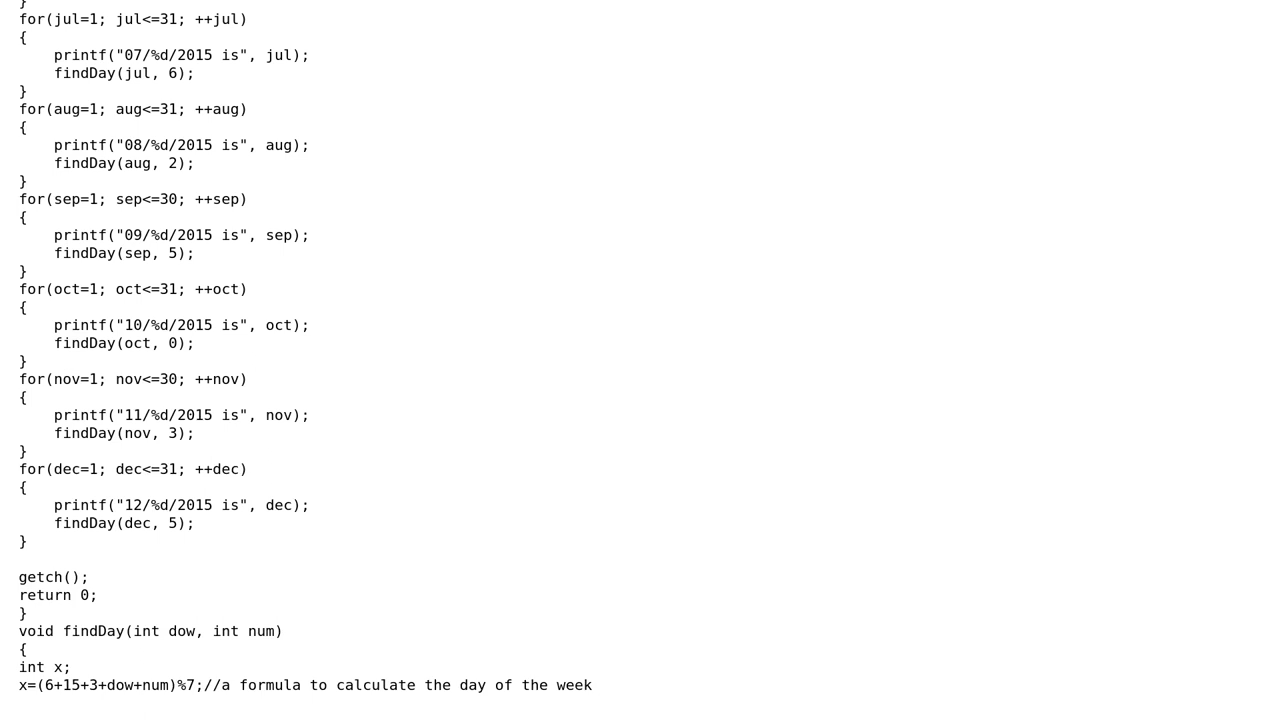 }
for(jul=1; jul<=31; ++jul)
{
    printf("07/%d/2015 is", jul);
    findDay(jul, 6);
}
for(aug=1; aug<=31; ++aug)
{
    printf("08/%d/2015 is", aug);
    findDay(aug, 2);
}
for(sep=1; sep<=30; ++sep)
{
    printf("09/%d/2015 is", sep);
    findDay(sep, 5);
}
for(oct=1; oct<=31; ++oct)
{
    printf("10/%d/2015 is", oct);
    findDay(oct, 0);
}
for(nov=1; nov<=30; ++nov)
{
    printf("11/%d/2015 is", nov);
    findDay(nov, 3);
}
for(dec=1; dec<=31; ++dec)
{
    printf("12/%d/2015 is", dec);
    findDay(dec, 5);
}

getch();
return 0;
}
void findDay(int dow, int num)
{
int x;
x=(6+15+3+dow+num)%7;//a formula to calculate the day of the week